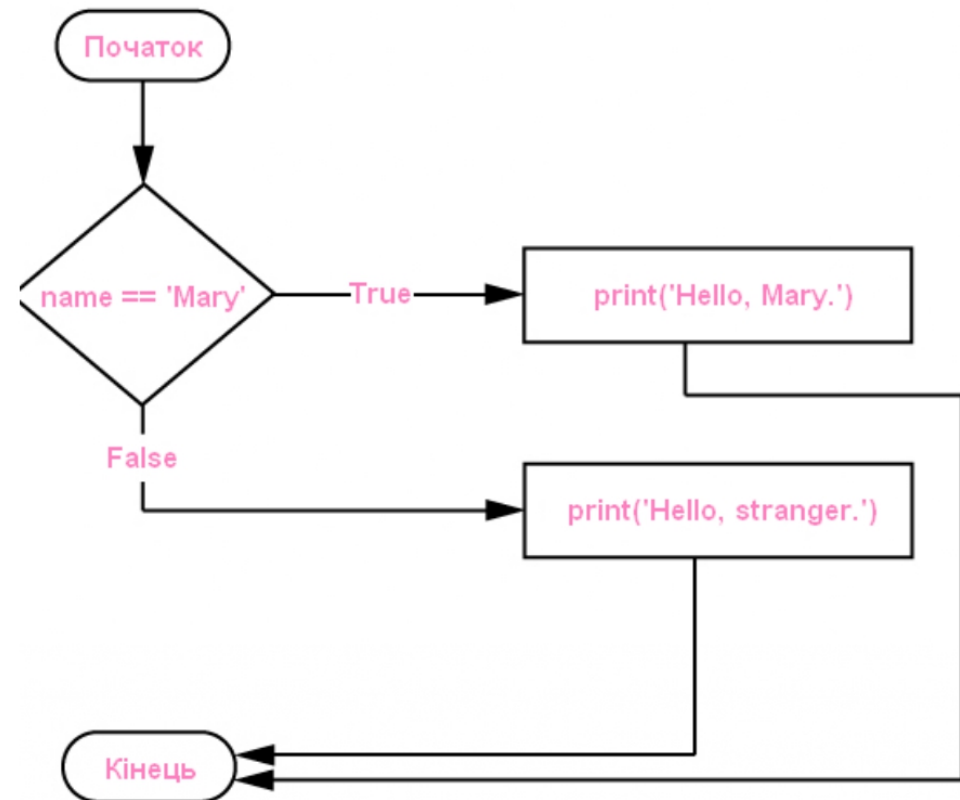 Початок
name == 'Mary'
True
print('Hello, Mary.')
False
print('Hello, stranger.')
Кінець